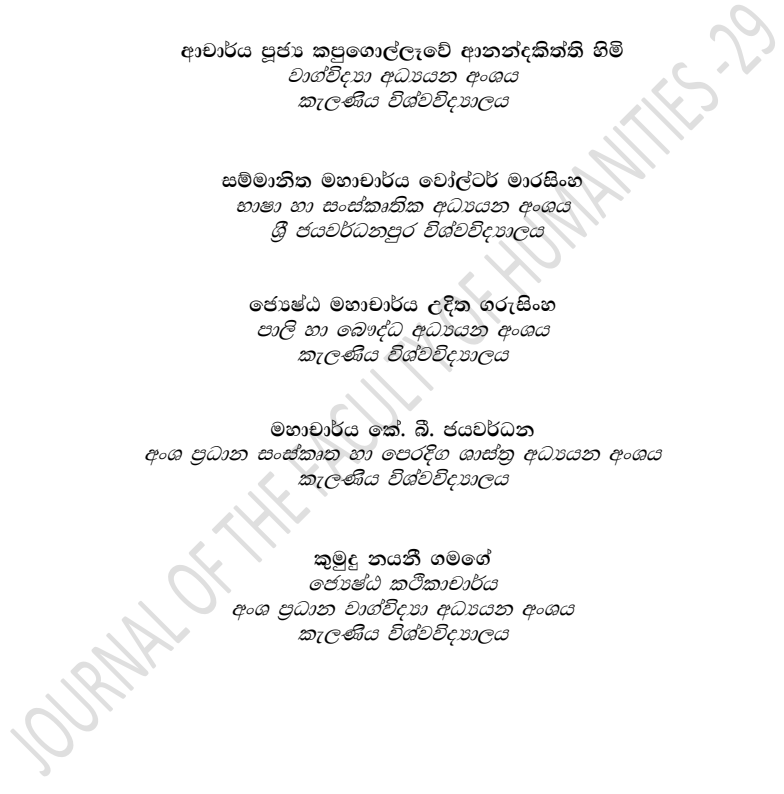 ආචාර්ය පූජ්‍ය කපුගොල්ලෑවේ ආනන්දකිත්ති හිමි
වාග්විද්‍යා අධ්‍යයන අංශය
කැලණිය විශ්වවිද්‍යාලය
සම්මානිත මහාචාර්ය වෝල්ටර් මාරසිංහ
භාෂා හා සංස්කෘතික අධ්‍යයන අංශය
ශ්‍රී ජයවර්ධනපුර විශ්වවිද්‍යාලය
ජ්‍යෙෂ්ඨ මහාචාර්ය උදිත ගරුසිංහ
පාලි හා බෞද්ධ අධ්‍යයන අංශය
කැලණිය විශ්වවිද්‍යාලය
මහාචාර්ය කේ. බී. ජයවර්ධන
අංශ ප්‍රධාන සංස්කෘත හා පෙරදිග ශාස්ත්‍ර අධ්‍යයන අංශය
කැලණිය විශ්වවිද්‍යාලය
කුමුදු නයනී ගමගේ
ජ්‍යෙෂ්ඨ කථිකාචාර්ය
අංශ ප්‍රධාන වාග්විද්‍යා අධ්‍යයන අංශය
කැලණිය විශ්වවිද්‍යාලය
JOURNAL OF THE FACULTY OF HUMANITIES -29